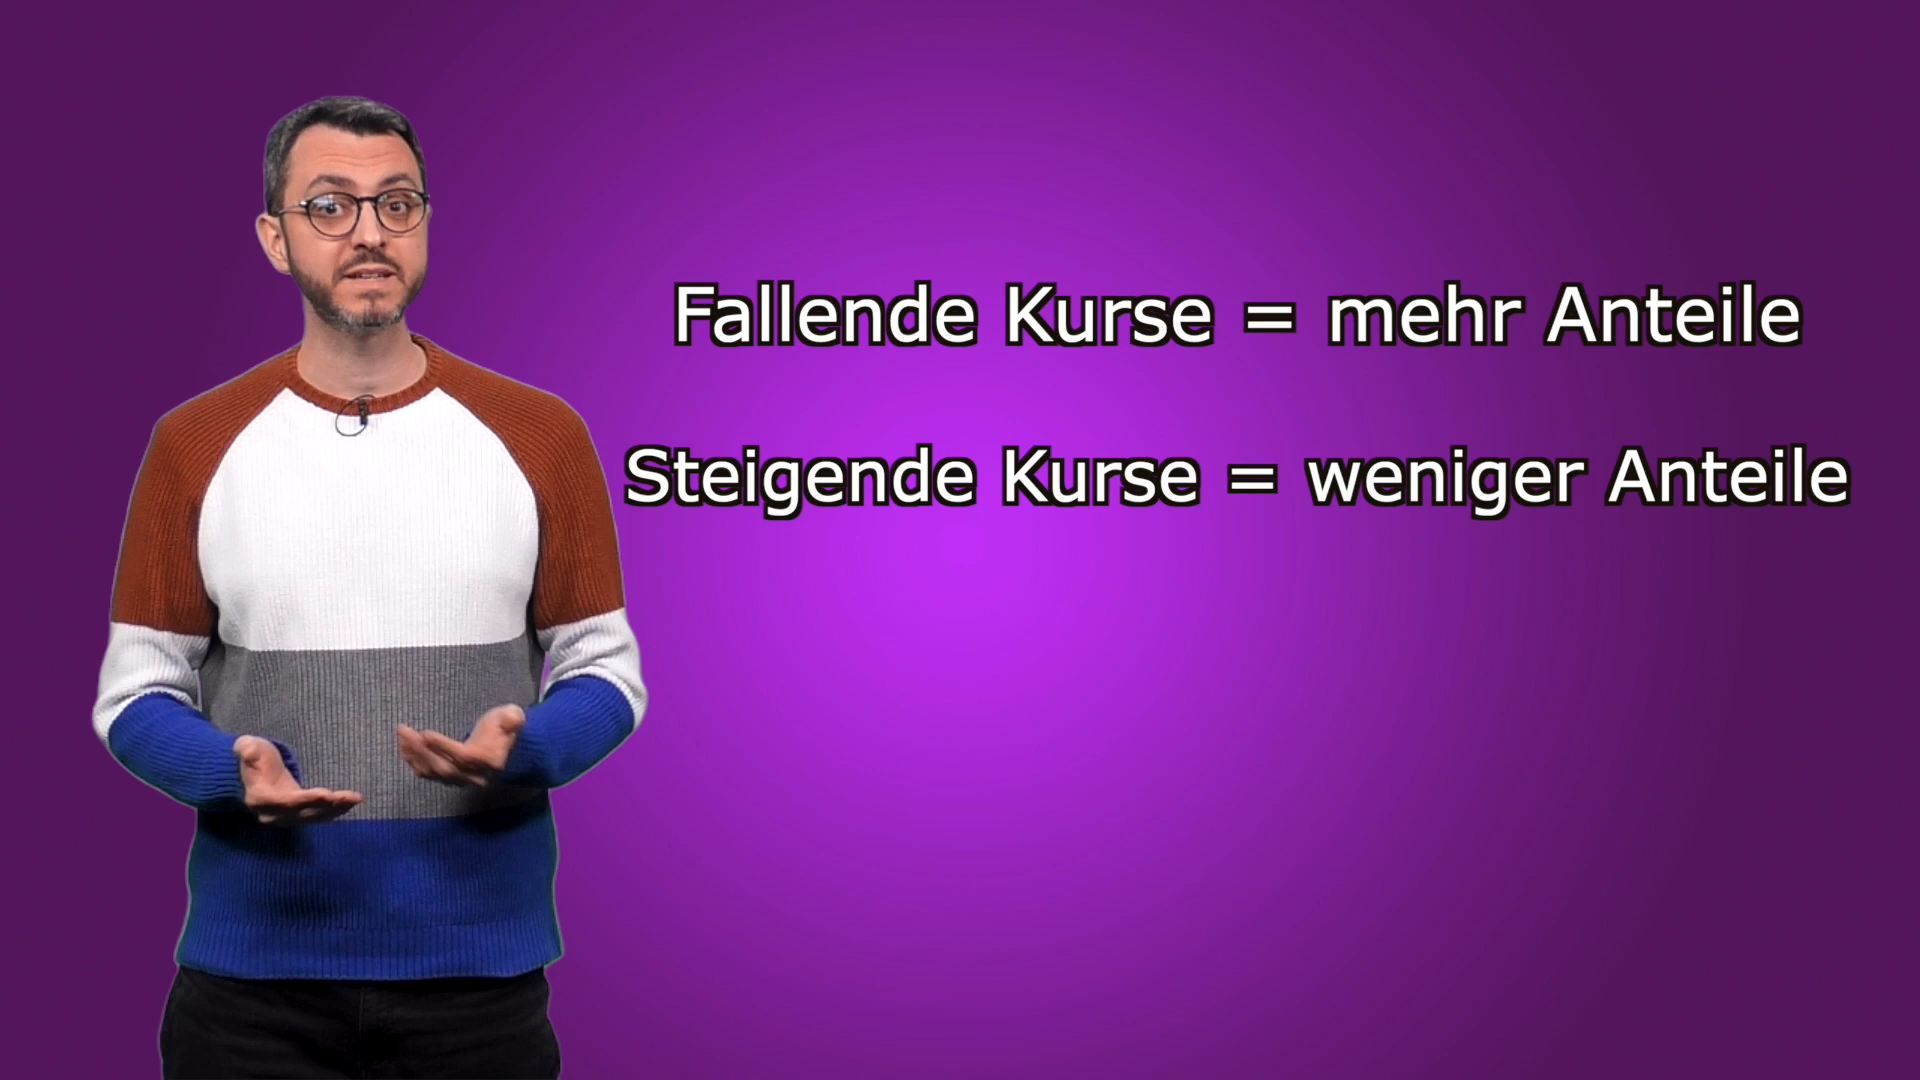 Fallende Kurse = mehr Anteile
Steigende Kurse = weniger Anteile